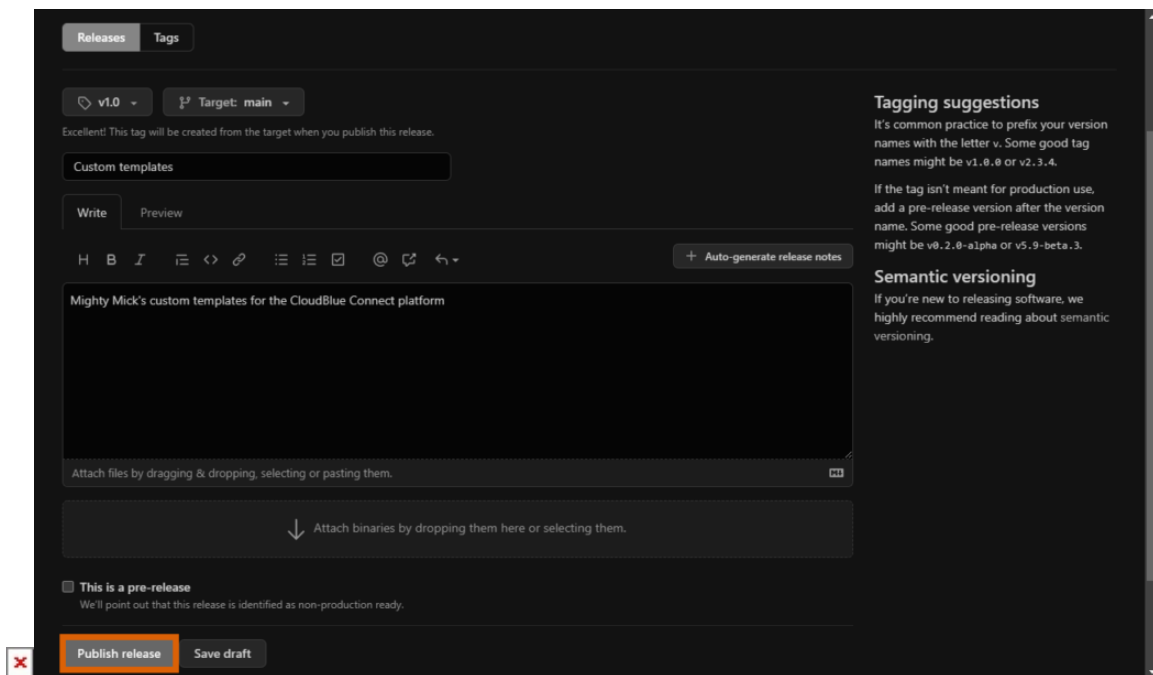 Releases Tags
v1.0 Target: main
Excellent! This tag will be created from the target when you publish this release.
Custom templates
Write Preview
H B I @
+ Auto-generate release notes
Mighty Mick's custom templates for the CloudBlue Connect platform
Attach files by dragging & dropping, selecting or pasting them.
Attach binaries by dropping them here or selecting them.
This is a pre-release
We'll point out that this release is identified as non-production ready.
Publish release Save draft
Tagging suggestions
It's common practice to prefix your version
names with the letter v. Some good tag
names might be v1.0.0 or v2.3.4.
If the tag isn't meant for production use,
add a pre-release version after the version
name. Some good pre-release versions
might be v0.2.0-alpha or v5.9-beta.3.
Semantic versioning
If you're new to releasing software, we
highly recommend reading about semantic
versioning.